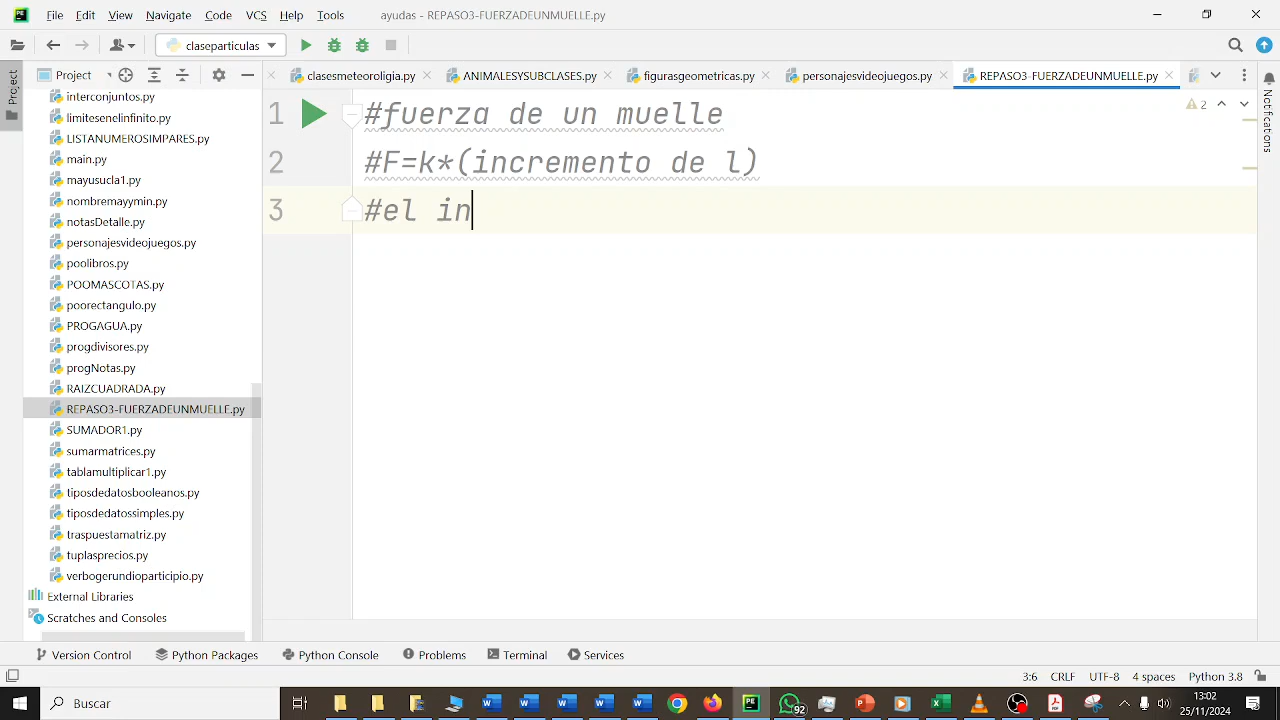 PE File Edit View Navigate Code VCS Help Tools ayudas - REPASO3-FUERZADEUNMUELLE.py
claseparticulas
Project clasesmeteoroligía.py ANIMALESYSUBCLASES.py figurasgeometricas.py personajesvideojuegos.py REPASO3-FUERZADEUNMUELLE.py
Project
Notifications
interconjuntos.py
limitesenelinfinito.py
LISTANUMEROSIMPARES.py
main.py
mayusucla1.py
nombremayymin.py
notasDetalle.py
personajesvideojuegos.py
poolibros.py
POOMASCOTAS.py
poorectangulo.py
PROGAGUA.py
progdivisores.py
progNotas.py
RAIZCUADRADA.py
REPASO3-FUERZADEUNMUELLE.py
SUMADOR1.py
sumarmatrices.py
tablamultiplicar1.py
tiposdedatosbooleanos.py
tiposdedatossimples.py
traspuestamatriz.py
tuplasprecios.py
verbogerundioparticipio.py
External Libraries
Scratches and Consoles
1 #fuerza de un muelle
2 #F=k*(incremento de l)
3 #el in
2
Version Control Python Packages Python Console Problems Terminal Services
3:6 CRLF UTF-8 4 spaces Python 3.8
Buscar
92
13:02
25/11/2024